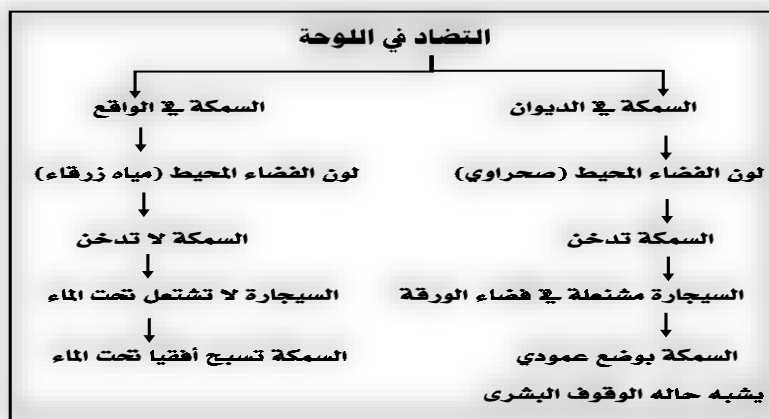 التضاد في اللوحة
السمكة في الديوان
السمكة في الواقع
لون الفضاء المحيط (صحراوي)
لون الفضاء المحيط (مياه زرقاء)
السمكة تدخن
السمكة لا تدخن
السيجارة مشتعلة في فضاء الورقة
السيجارة لا تشتعل تحت الماء
السمكة بوضع عمودي
السمكة تسبح أفقيا تحت الماء
يشبه حاله الوقوف البشرى